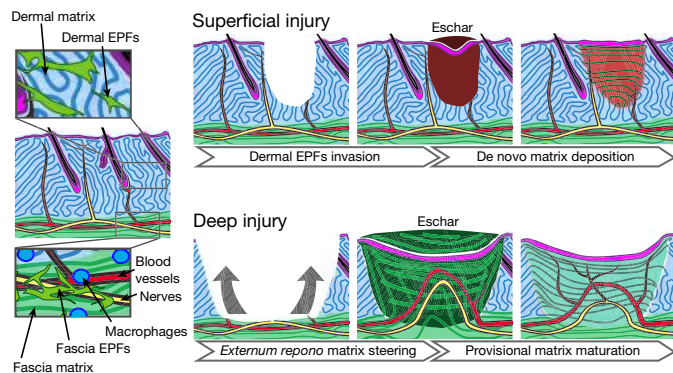 Dermal matrix
Dermal EPFs
Blood
vessels
Nerves
Macrophages
Fascia EPFs
Fascia matrix
Superficial injury
Eschar
Dermal EPFs invasion
De novo matrix deposition
Deep injury
Eschar
Externum repono matrix steering
Provisional matrix maturation